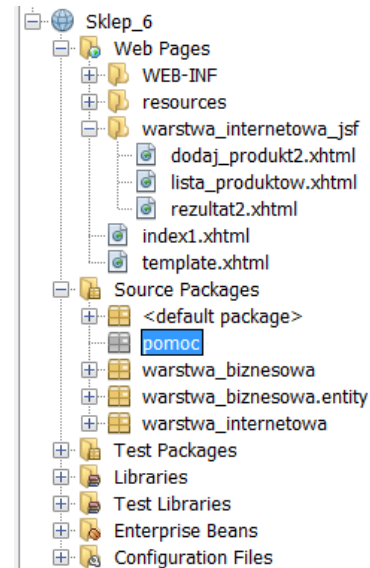 Sklep_6
Web Pages
WEB-INF
resources
warstwa_internetowa_jsf
dodaj_produkt2.xhtml
lista_produktow.xhtml
rezultat2.xhtml
index1.xhtml
template.xhtml
Source Packages
<default package>
pomoc
warstwa_biznesowa
warstwa_biznesowa.entity
warstwa_internetowa
Test Packages
Libraries
Test Libraries
Enterprise Beans
Configuration Files